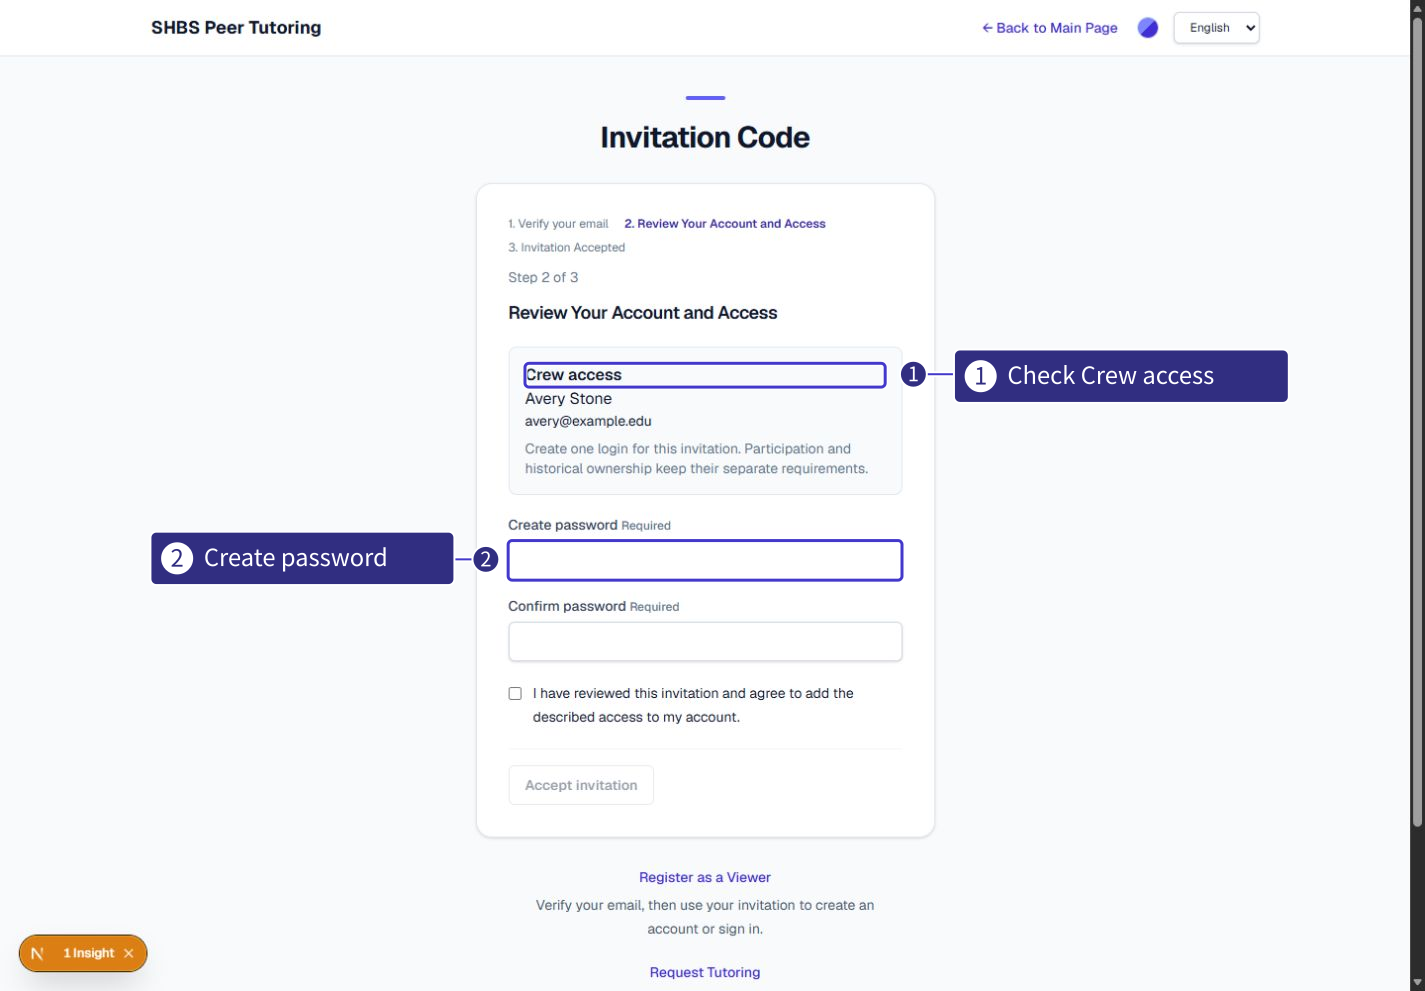 SHBS Peer Tutoring
← Back to Main Page
English
Invitation Code
1. Verify your email 2. Review Your Account and Access
3. Invitation Accepted
Step 2 of 3
Review Your Account and Access
Crew access
1
1 Check Crew access
Avery Stone
avery@example.edu
Create one login for this invitation. Participation and
historical ownership keep their separate requirements.
Create password Required
2 Create password
2
Confirm password Required
I have reviewed this invitation and agree to add the
described access to my account.
Accept invitation
Register as a Viewer
Verify your email, then use your invitation to create an
account or sign in.
N 1 Insight ×
Request Tutoring